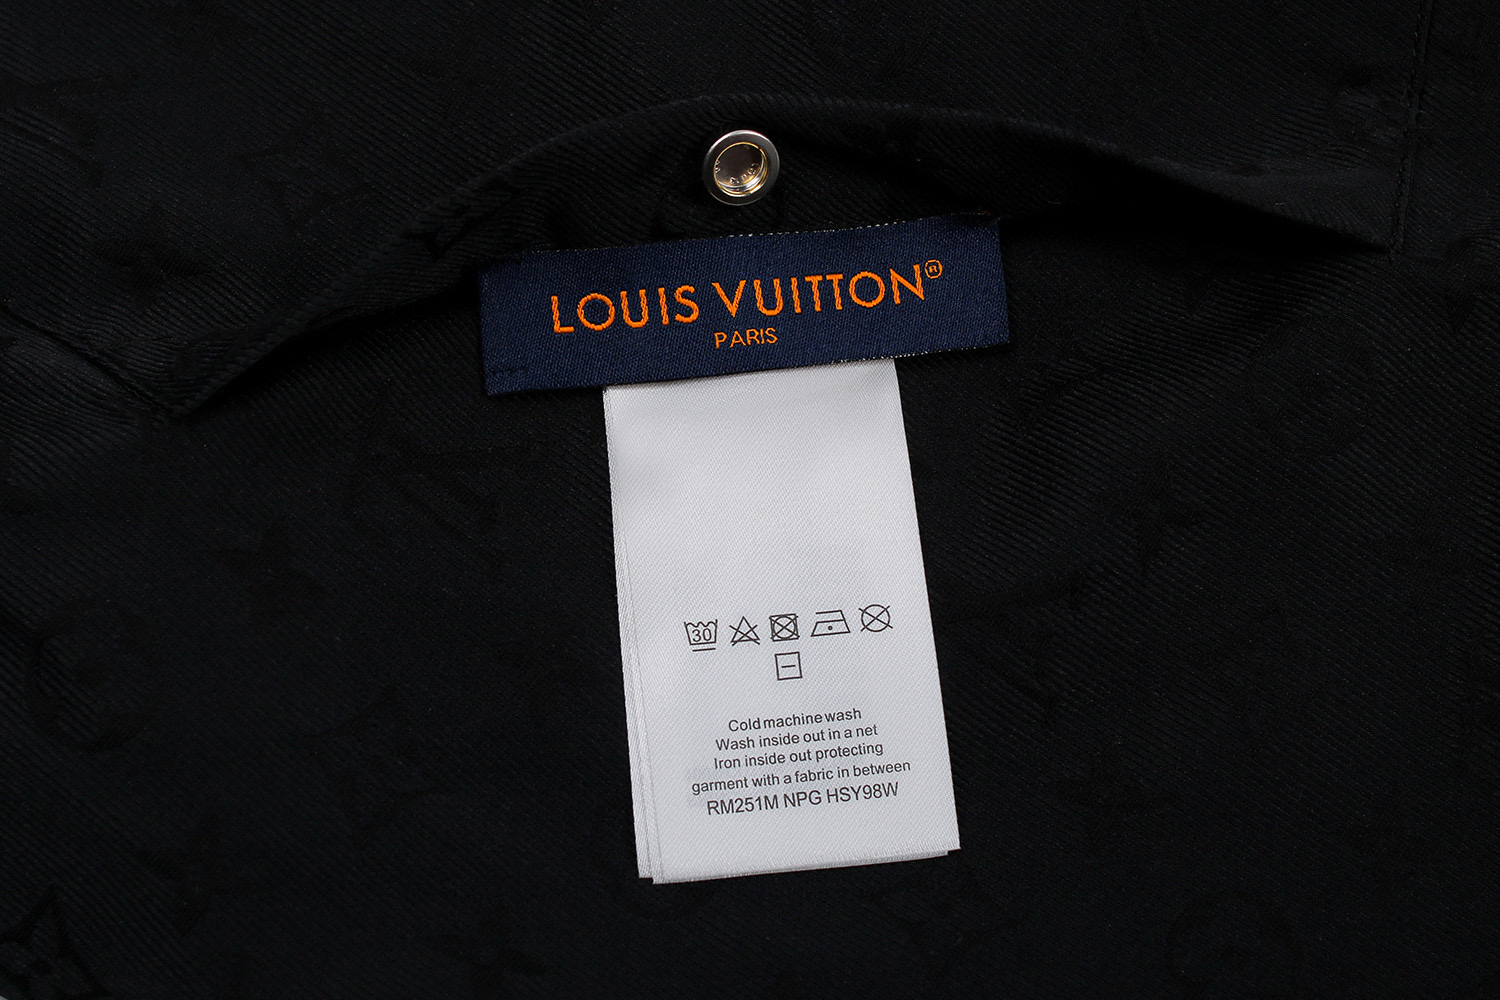 LOUIS VUITTON®
PARIS
30
Cold machine wash
Wash inside out in a net
Iron inside out protecting
garment with a fabric in between
RM251M NPG HSY98W